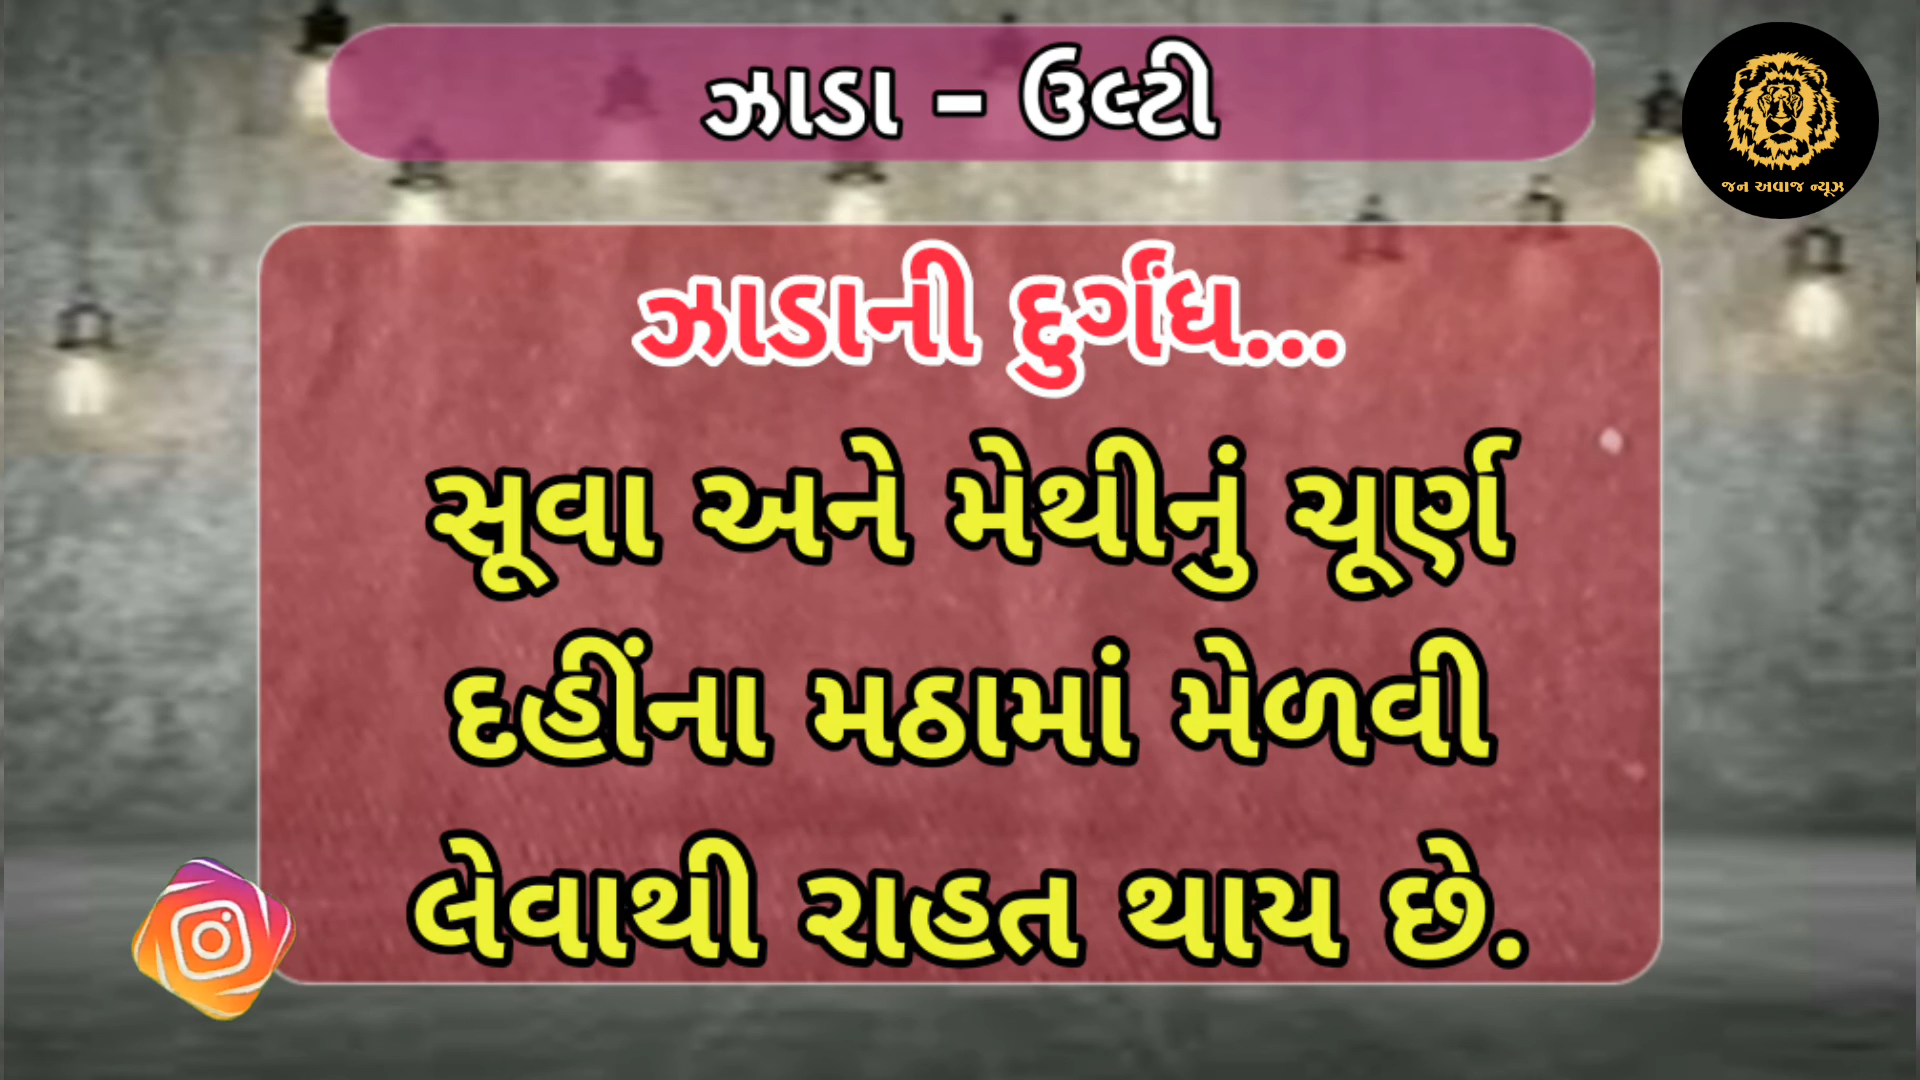 ઝાડા – ઉલ્ટી
જન અવાજ ન્યૂઝ
ઝાડાની દુર્ગંધ...
સૂવા અને મેથીનું ચૂર્ણ
દહીંના મઠામાં મેળવી
લેવાથી રાહત થાય છે.